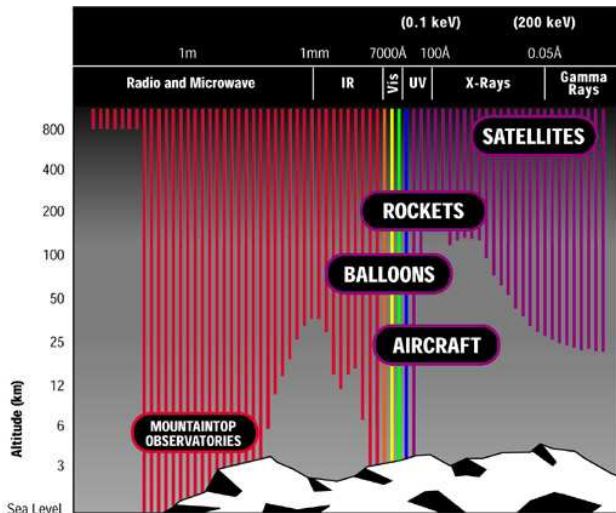 (0.1 keV) (200 keV)
1m 1mm 7000Å 100Å 0.05Å
Radio and Microwave IR Vis UV X-Rays Gamma Rays
800
SATELLITES
400
200
ROCKETS
100
BALLOONS
50
25
AIRCRAFT
12
6
MOUNTAINTOP
OBSERVATORIES
3
Sea Level
Altitude (km)